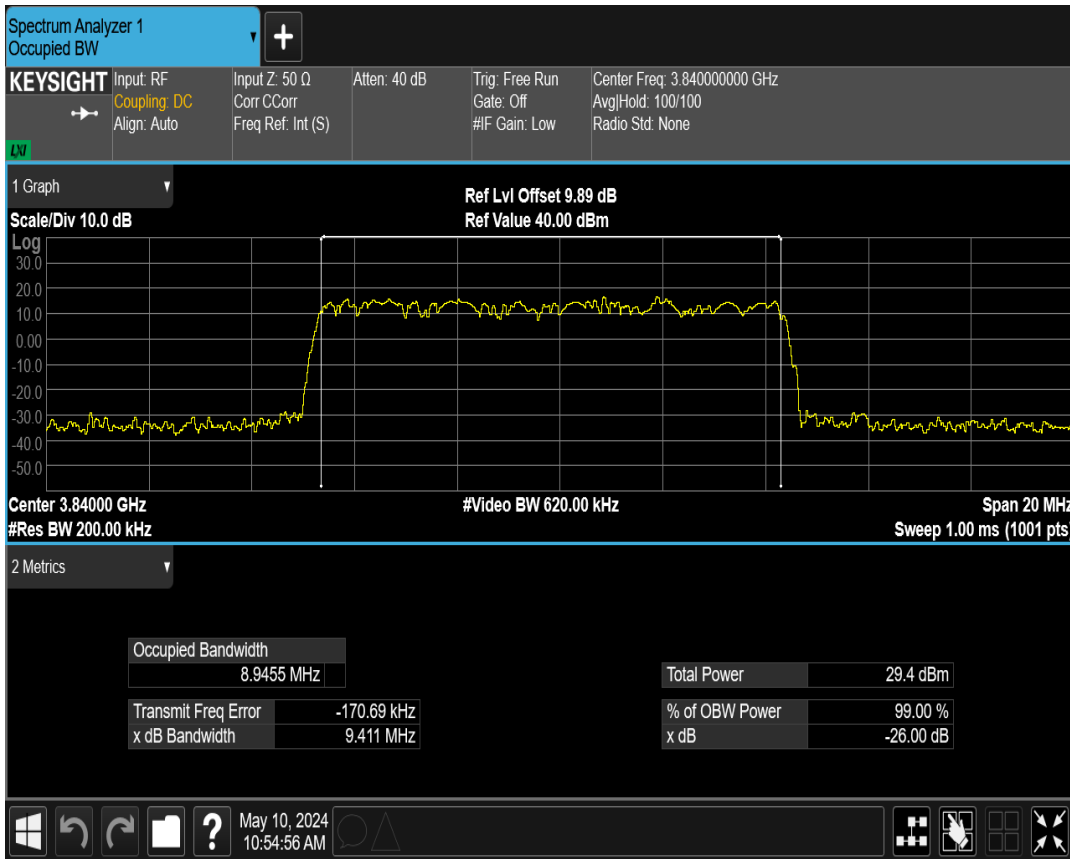 Spectrum Analyzer 1
Occupied BW
KEYSIGHT
LXI
Input: RF
Coupling: DC
Align: Auto
Input Z: 50 Ω
Corr CCorr
Freq Ref: Int (S)
Atten: 40 dB
Trig: Free Run
Gate: Off
#IF Gain: Low
Center Freq: 3.840000000 GHz
Avg|Hold: 100/100
Radio Std: None
1 Graph
Scale/Div 10.0 dB
Ref Lvl Offset 9.89 dB
Ref Value 40.00 dBm
Log
30.0
20.0
10.0
0.00
-10.0
-20.0
-30.0
-40.0
-50.0
Center 3.84000 GHz
#Video BW 620.00 kHz
Span 20 MHz
#Res BW 200.00 kHz
Sweep 1.00 ms (1001 pts)
2 Metrics
Occupied Bandwidth
8.9455 MHz
Total Power 29.4 dBm
Transmit Freq Error -170.69 kHz
% of OBW Power 99.00 %
x dB Bandwidth 9.411 MHz
x dB -26.00 dB
?
May 10, 2024
10:54:56 AM